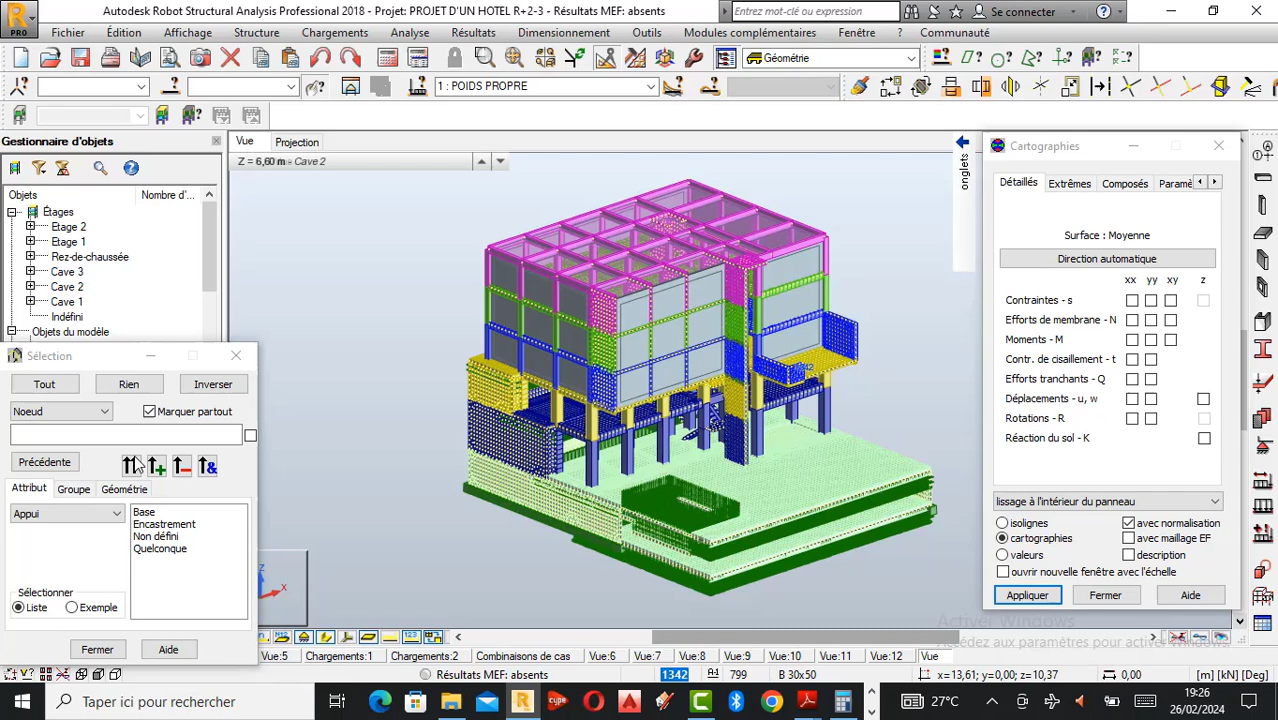 Autodesk Robot Structural Analysis Professional 2018 - Projet: PROJET D'UN HOTEL R+2-3 - Résultats MEF: absents
Entrez mot-clé ou expression
Se connecter
Fichier Édition Affichage Structure Chargements Analyse Résultats Dimensionnement Outils Modules complémentaires Fenêtre ? Communauté
Géométrie
1 : POIDS PROPRE
Gestionnaire d'objets
Objets Nombre d'...
Étages
Etage 2
Etage 1
Rez-de-chaussée
Cave 3
Cave 2
Cave 1
Indéfini
Objets du modèle
Sélection
Tout Rien Inverser
Noeud Marquer partout
Précédente
Attribut Groupe Géométrie
Appui
Base
Encastrement
Non défini
Quelconque
Sélectionner
Liste Exemple
Fermer Aide
Vue Projection
Z = 6,60 m - Cave 2
onglets
Z
X
Cartographies
Détaillés Extrêmes Composés Paramè
Surface : Moyenne
Direction automatique
xx yy xy z
Contraintes - s
Efforts de membrane - N
Moments - M
Contr. de cisaillement - t
Efforts tranchants - Q
Déplacements - u, w
Rotations - R
Réaction du sol - K
lissage à l'intérieur du panneau
isolignes avec normalisation
cartographies avec maillage EF
valeurs description
ouvrir nouvelle fenêtre avec l'échelle
Appliquer Fermer Aide
Activer Windows
Accédez aux paramètres pour activer Windows.
Vue:5 Chargements:1 Chargements:2 Combinaisons de cas Vue:6 Vue:7 Vue:8 Vue:9 Vue:10 Vue:11 Vue:12 Vue
Résultats MEF: absents 1342 799 B 30x50 x=13,61; y=0,00; z=10,37 0,00 [m] [kN] [Deg]
Taper ici pour rechercher
27°C
19:26
26/02/2024